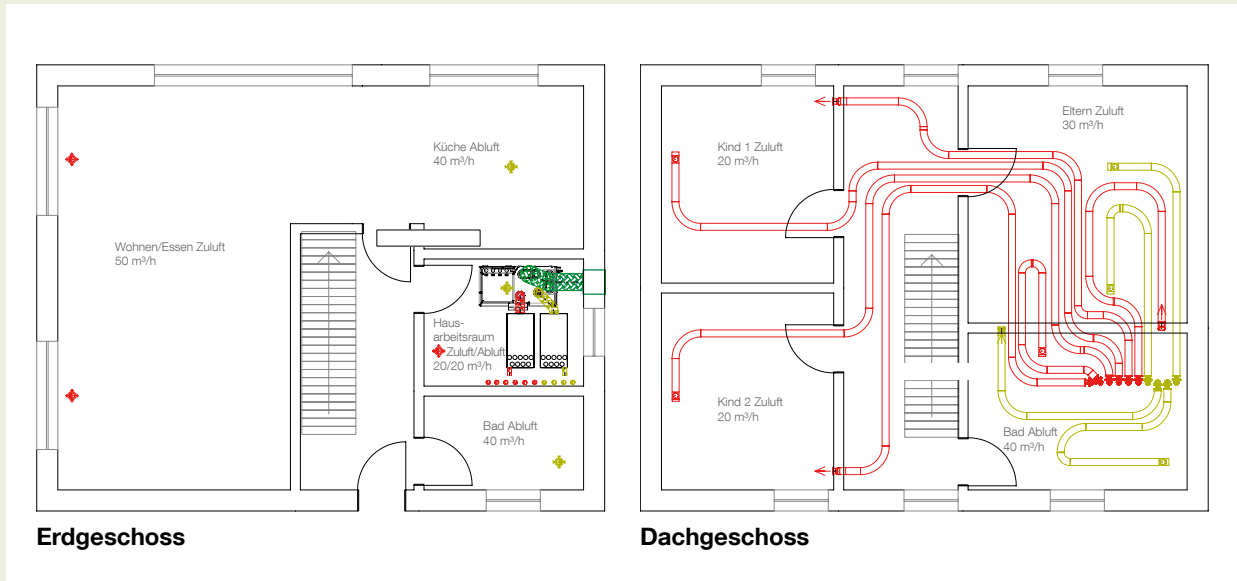 Küche Abluft
40 m³/h
Wohnen/Essen Zuluft
50 m³/h
Haus-
arbeitsraum
Zuluft/Abluft
20/20 m³/h
Bad Abluft
40 m³/h
Erdgeschoss
Kind 1 Zuluft
20 m³/h
Eltern Zuluft
30 m³/h
Kind 2 Zuluft
20 m³/h
Bad Abluft
40 m³/h
Dachgeschoss